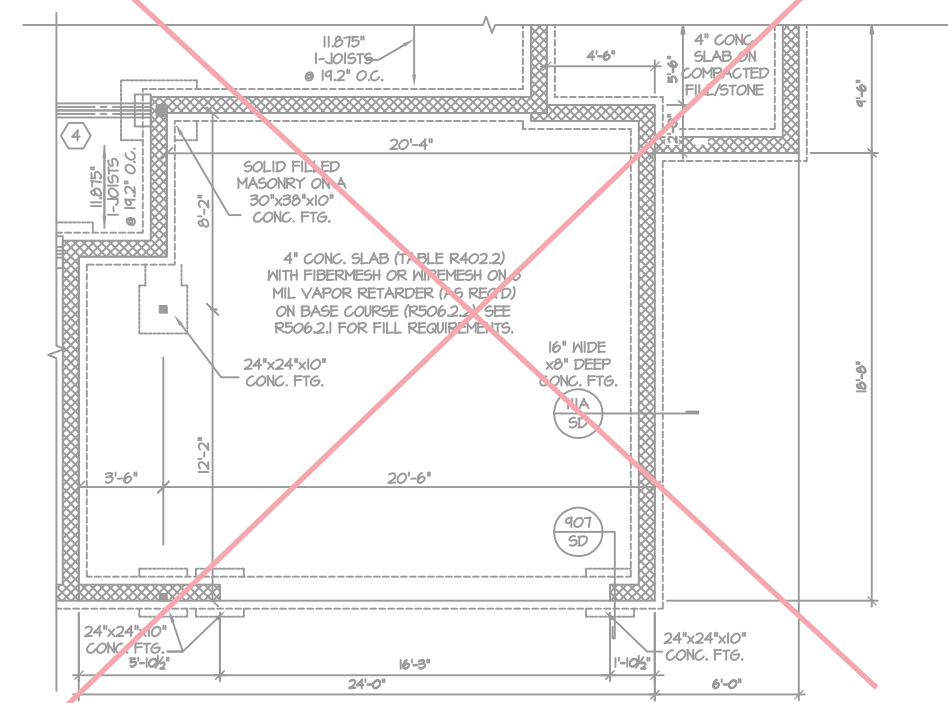 11.875"
I-JOISTS
@ 19.2" O.C.
4'-6"
5'-6"
4" CONC.
SLAB ON
COMPACTED
FILL/STONE
9'-6"
4
11.875"
I-JOISTS
@ 19.2" O.C.
20'-4"
SOLID FILLED
MASONRY ON A
30"x38"x10"
CONC. FTG.
8'-2"
4" CONC. SLAB (TABLE R402.2)
WITH FIBERMESH OR WIREMESH ON 6
MIL VAPOR RETARDER (AS REQ'D)
ON BASE COURSE (R506.2.2). SEE
R506.2.1 FOR FILL REQUIREMENTS.
24"x24"x10"
CONC. FTG.
16" WIDE
x8" DEEP
CONC. FTG.
11A
SD
18'-8"
12'-2"
3'-6"
20'-6"
907
SD
24"x24"x10"
CONC. FTG.
24"x24"x10"
CONC. FTG.
5'-10½"
16'-3"
1'-10½"
24'-0"
6'-0"